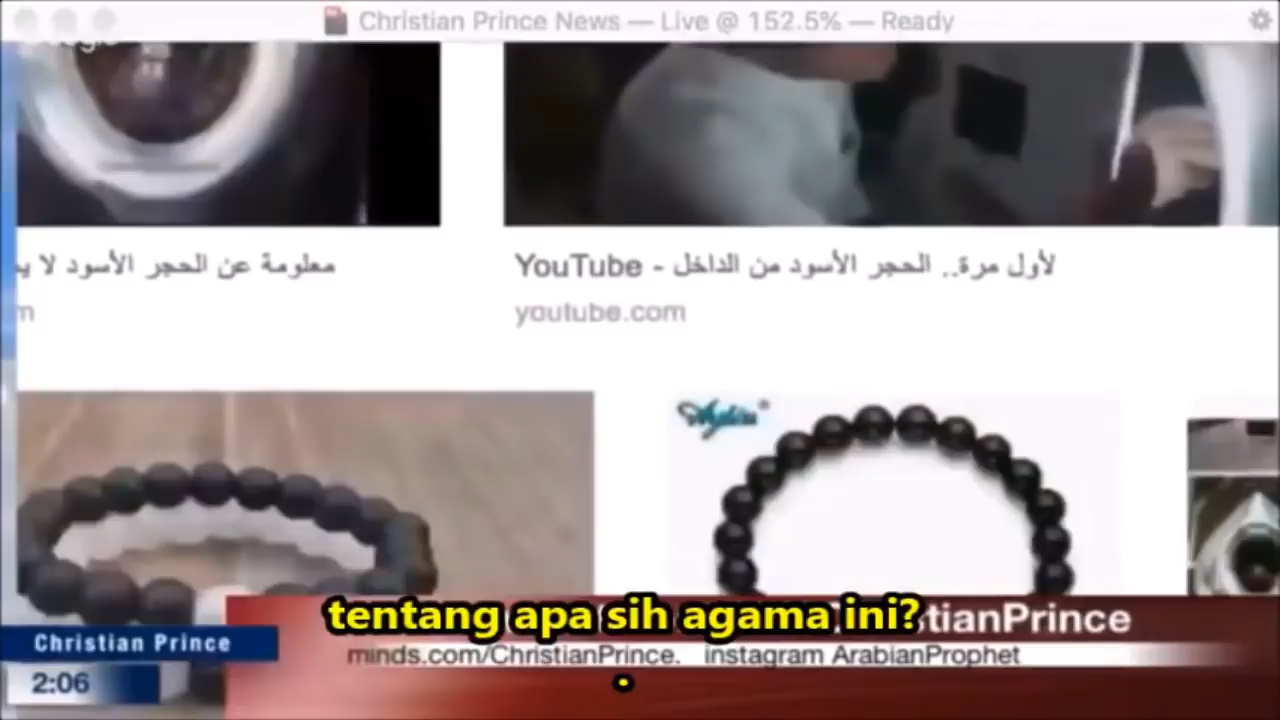 Christian Prince News — Live @ 152.5% — Ready
معلومة عن الحجر الأسود لا
لأول مرة.. الحجر الأسود من الداخل - YouTube
youtube.com
tentang apa sih agama ini?
stianPrince
Christian Prince
minds.com/ChristianPrince. instagram ArabianProphet
2:06